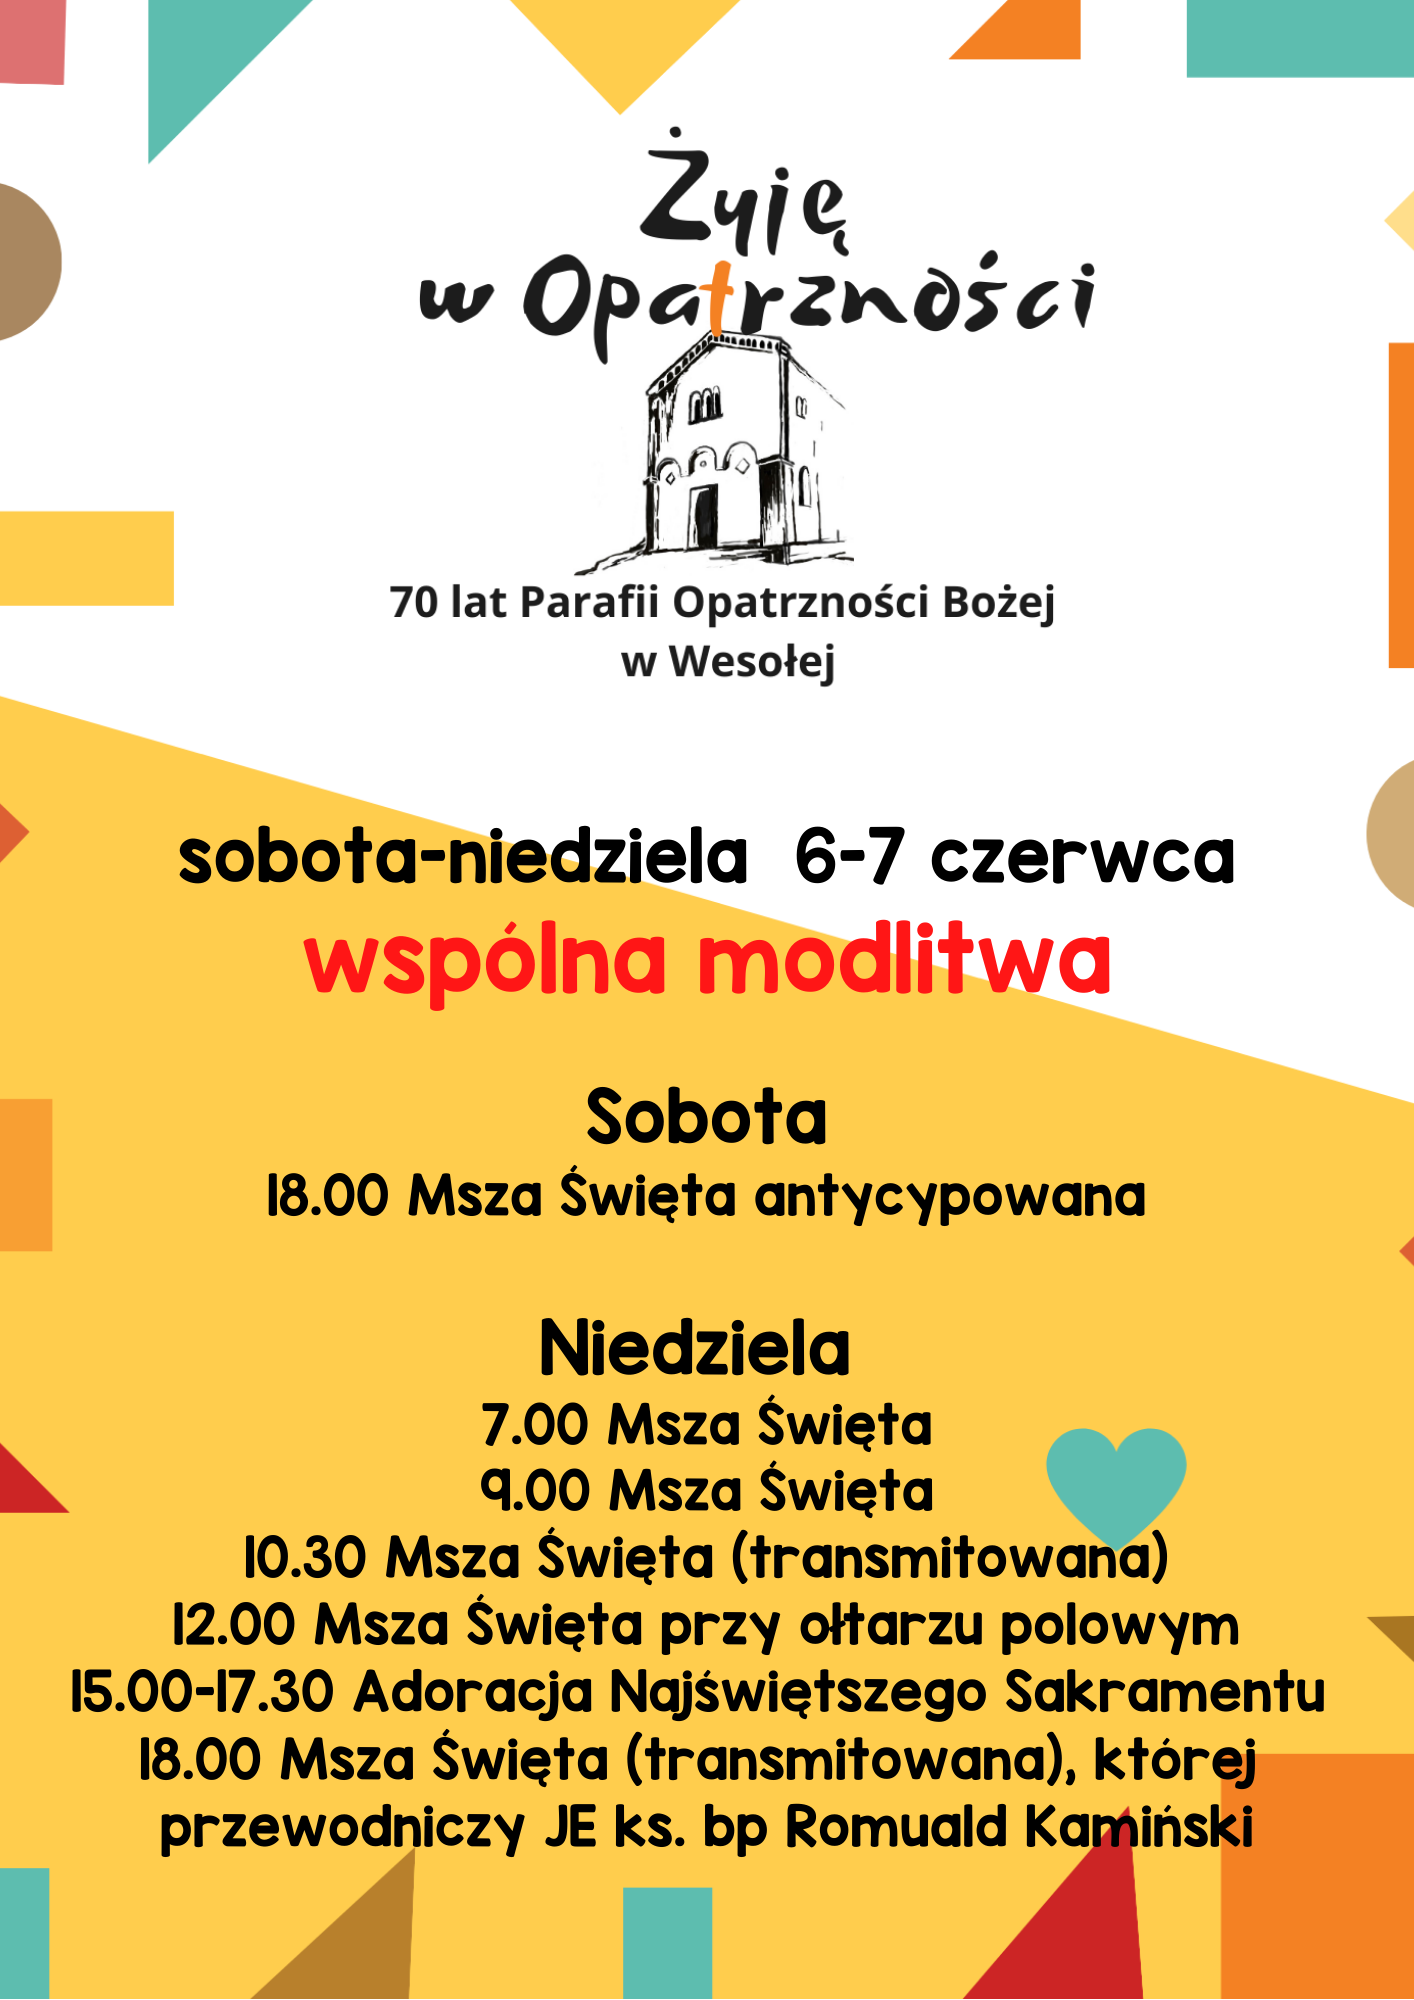 Żyję
w Opatrzności
70 lat Parafii Opatrzności Bożej
w Wesołej
sobota-niedziela 6-7 czerwca
wspólna modlitwa
Sobota
18.00 Msza Święta antycypowana
Niedziela
7.00 Msza Święta
9.00 Msza Święta
10.30 Msza Święta (transmitowana)
12.00 Msza Święta przy ołtarzu polowym
15.00-17.30 Adoracja Najświętszego Sakramentu
18.00 Msza Święta (transmitowana), której
przewodniczy JE ks. bp Romuald Kamiński